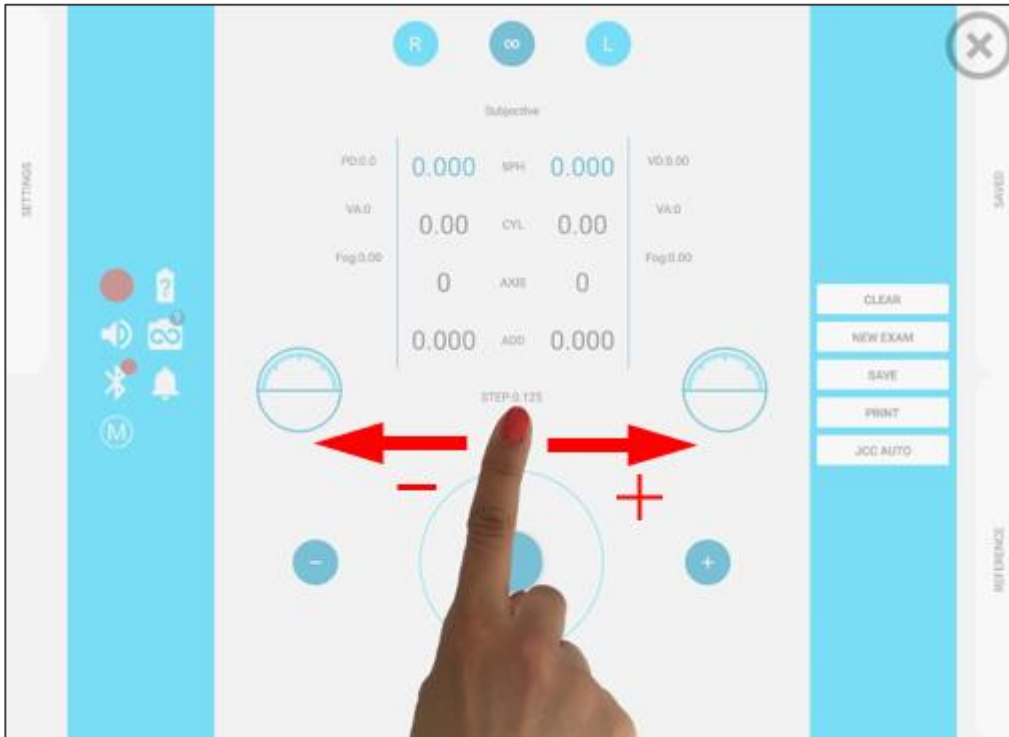 R ∞ L
Subjective
PD:0.0 0.000 SPH 0.000 VD:0.00
VA:0 0.00 CYL 0.00 VA:0
Fog:0.00 Fog:0.00
0 AXIS 0
0.000 ADD 0.000
STEP:0.125
− +
− +
SETTINGS
?
M
SAVED
REFERENCE
CLEAR
NEW EXAM
SAVE
PRINT
JCC AUTO